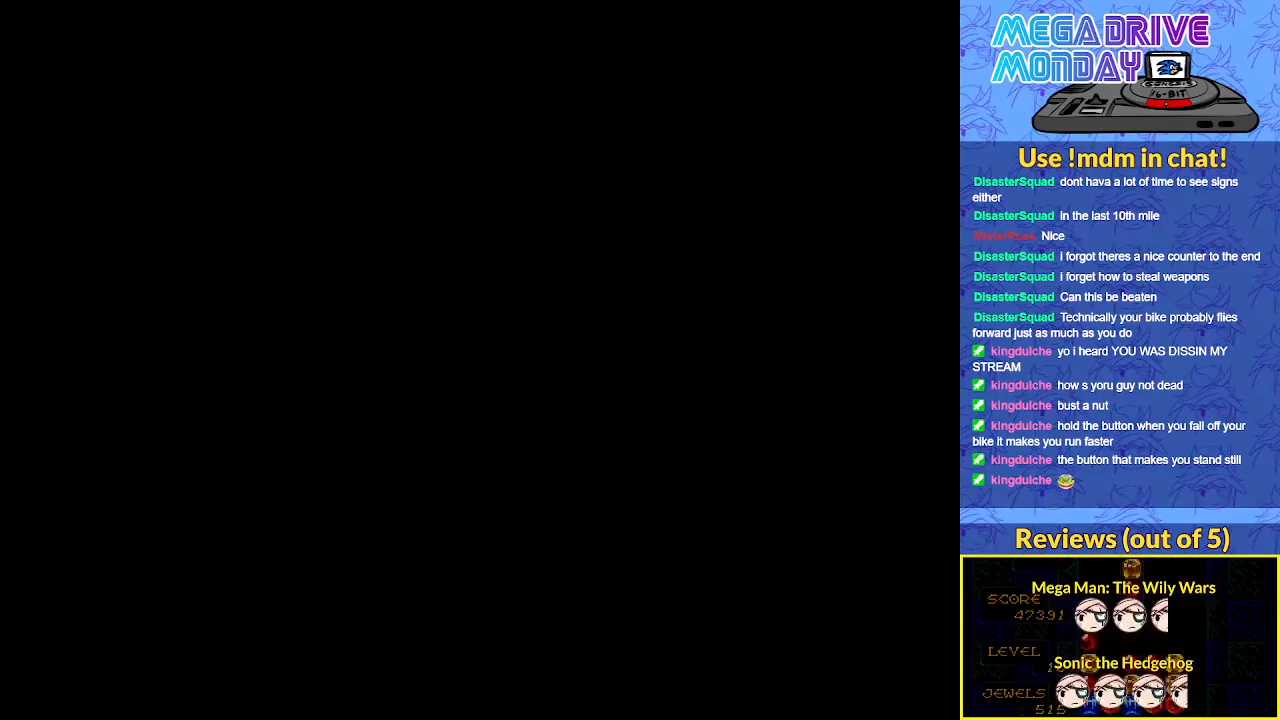 MEGA DRIVE
MONDAY
16-BIT
Use !mdm in chat!
DisasterSquad dont hava a lot of time to see signs
either
DisasterSquad in the last 10th mile
Nice
DisasterSquad i forgot theres a nice counter to the end
DisasterSquad i forget how to steal weapons
DisasterSquad Can this be beaten
DisasterSquad Technically your bike probably flies
forward just as much as you do
kingdulche yo i heard YOU WAS DISSIN MY
STREAM
kingdulche how s yoru guy not dead
kingdulche bust a nut
kingdulche hold the button when you fall off your
bike it makes you run faster
kingdulche the button that makes you stand still
kingdulche
Reviews (out of 5)
Mega Man: The Wily Wars
SCORE
47391
LEVEL
Sonic the Hedgehog
JEWELS
515